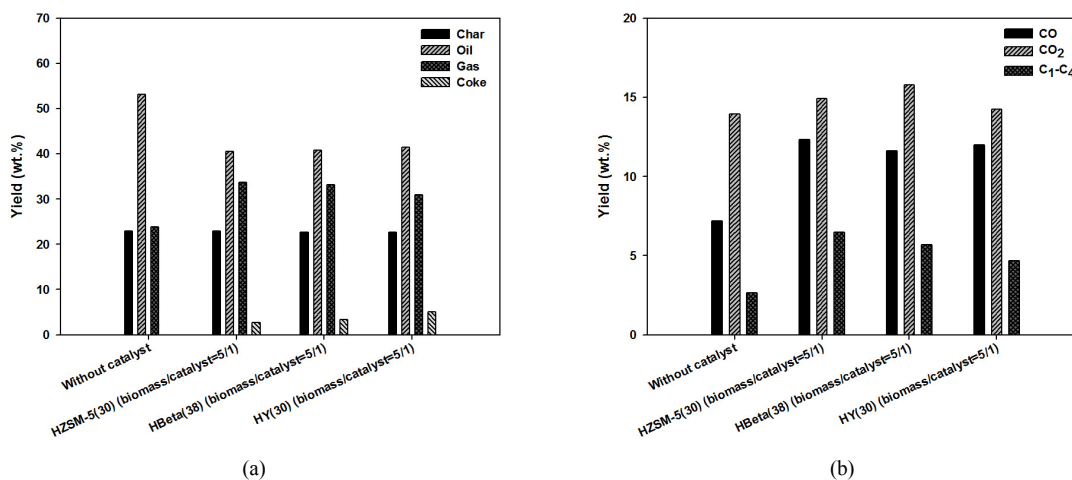 70
60
50
40
30
20
10
0
Yield (wt.%)
Char
Oil
Gas
Coke
Without catalyst
HZSM-5(30) (biomass/catalyst=5/1)
HBeta(38) (biomass/catalyst=5/1)
HY(30) (biomass/catalyst=5/1)
(a)
20
15
10
5
0
Yield (wt.%)
CO
CO2
C1-C4
Without catalyst
HZSM-5(30) (biomass/catalyst=5/1)
HBeta(38) (biomass/catalyst=5/1)
HY(30) (biomass/catalyst=5/1)
(b)